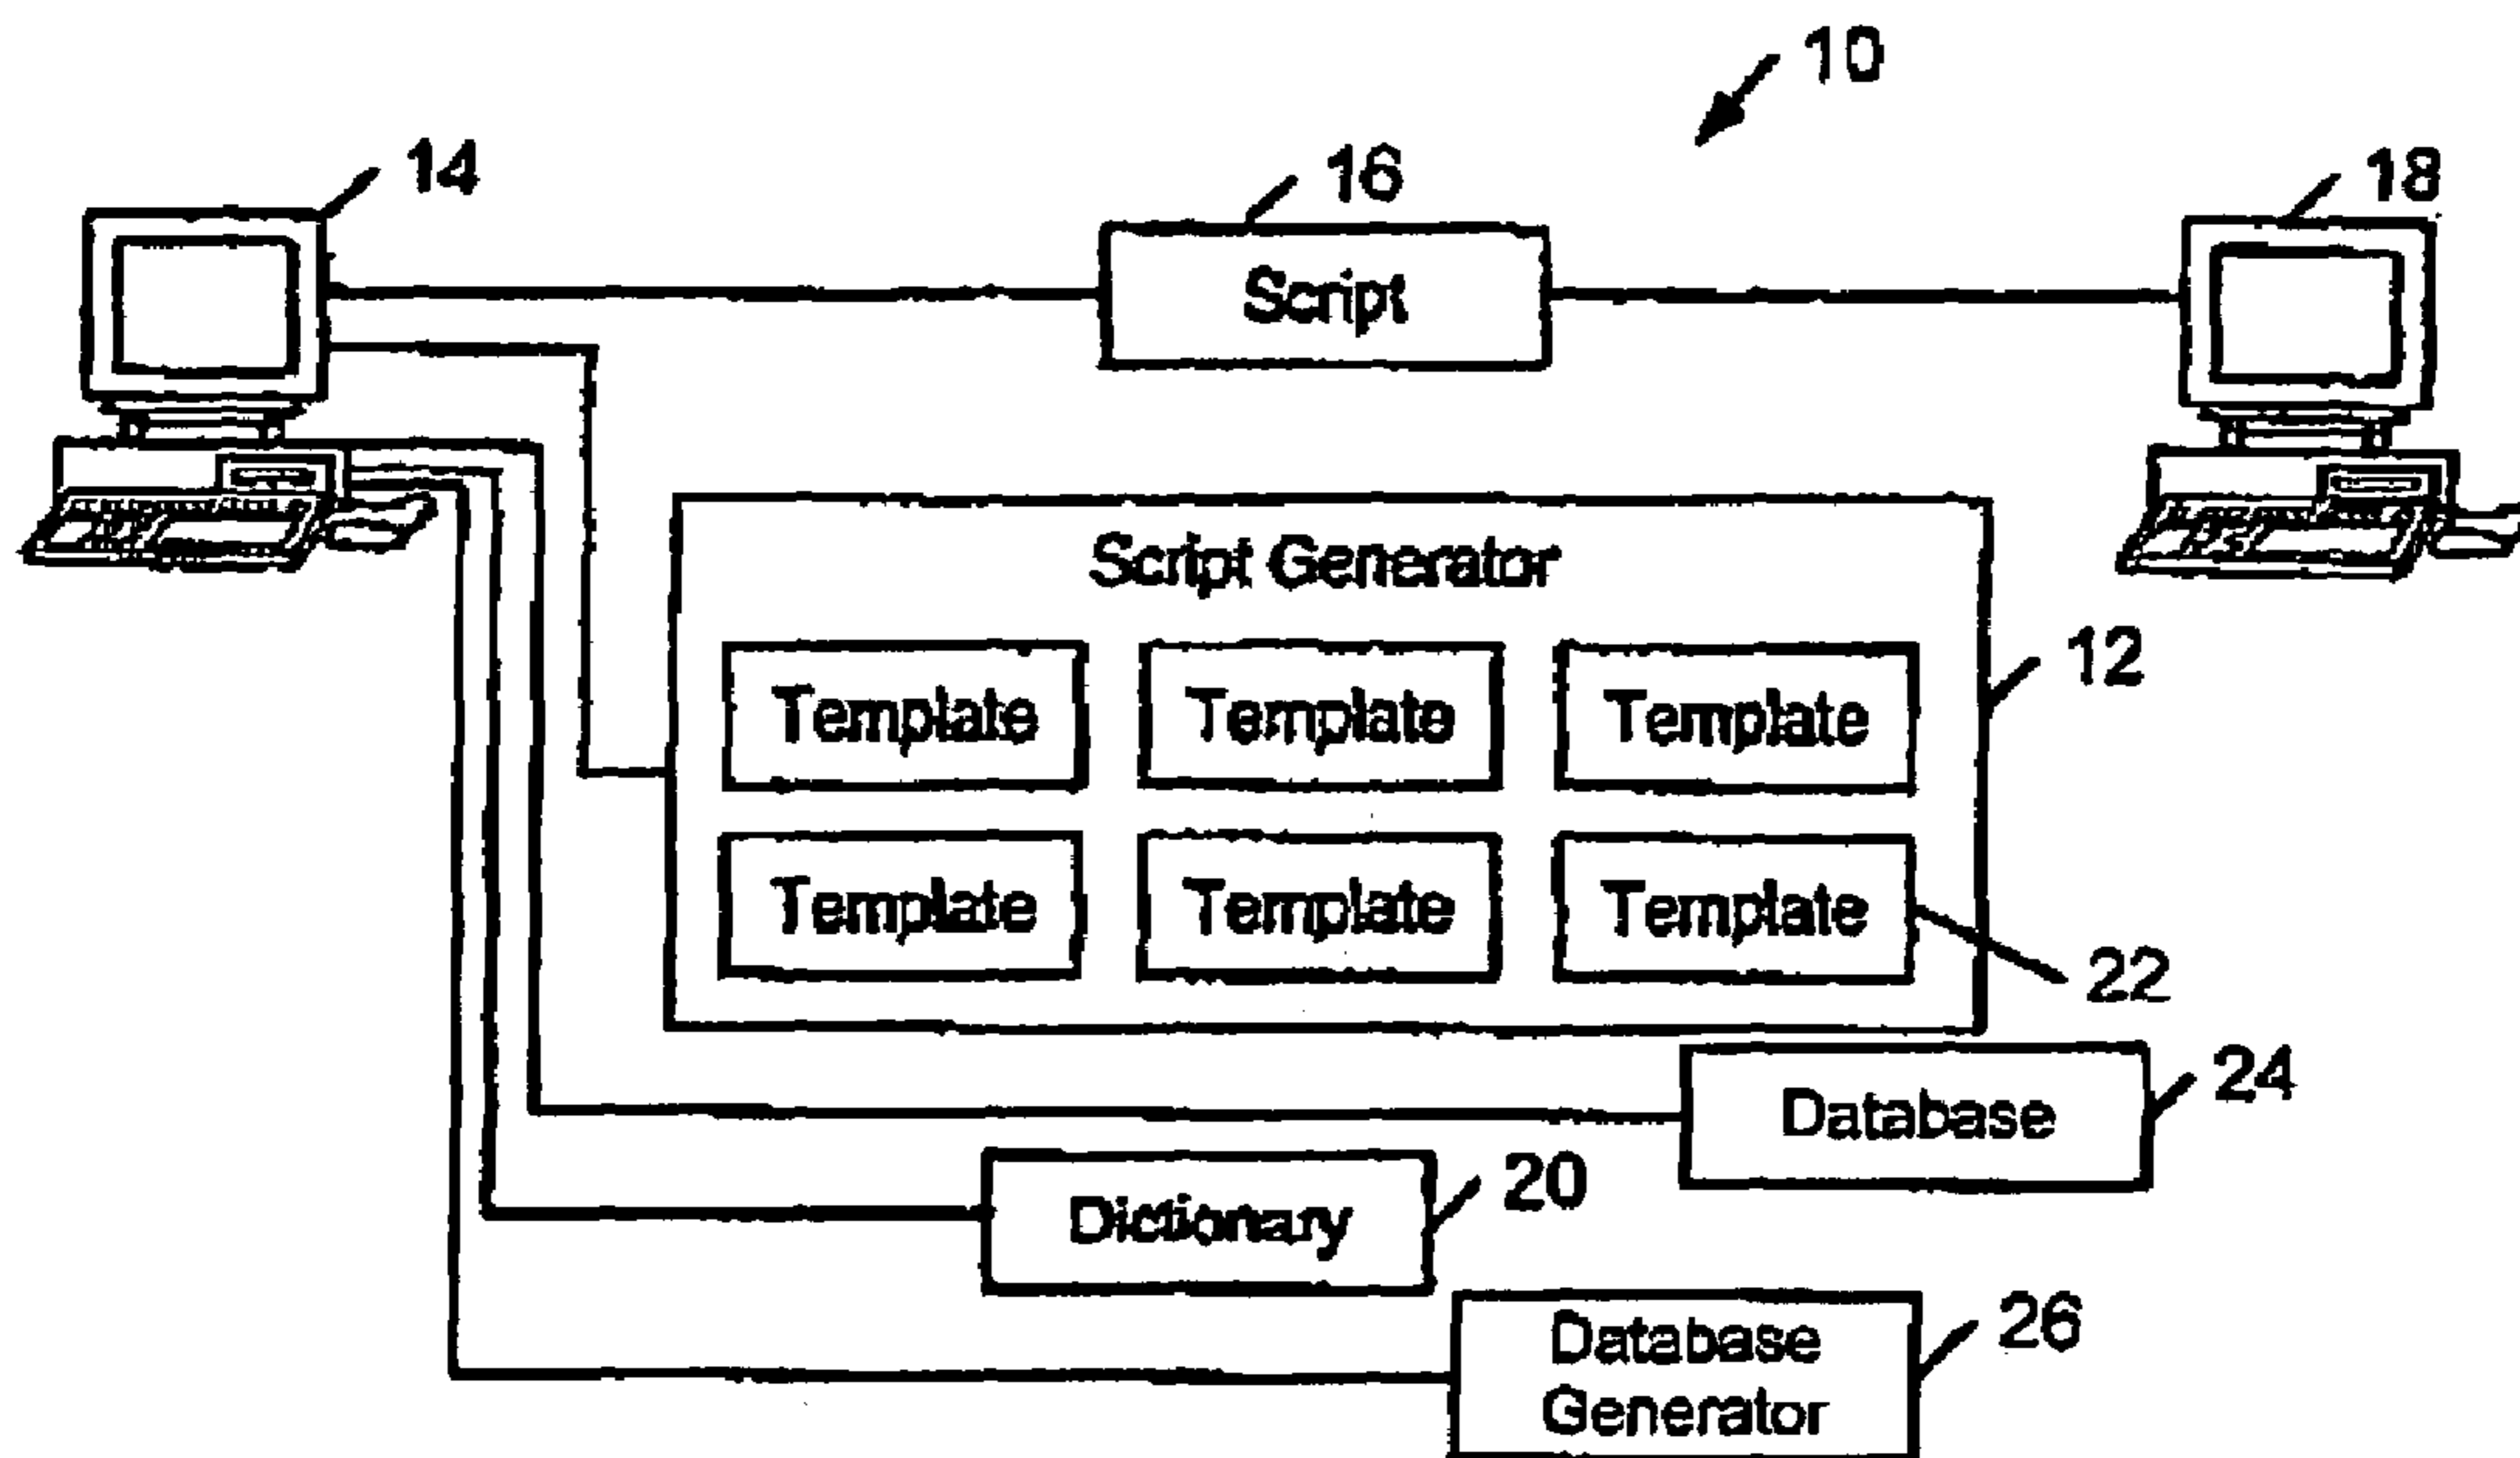 10
14
16
18
Script
Script Generator
12
Template Template Template
Template Template Template
22
24
Database
20
Dictionary
26
Database
Generator